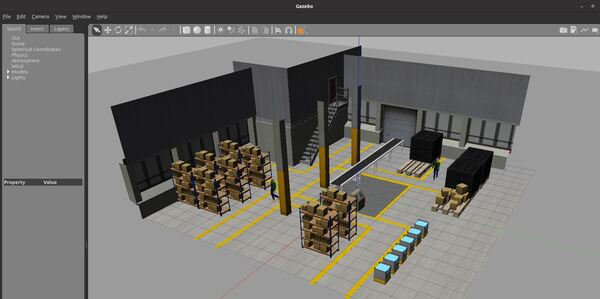 Gazebo
File Edit Camera View Window Help
World Insert Layers
GUI
Scene
Spherical Coordinates
Physics
Atmosphere
Wind
Models
Lights
Property Value